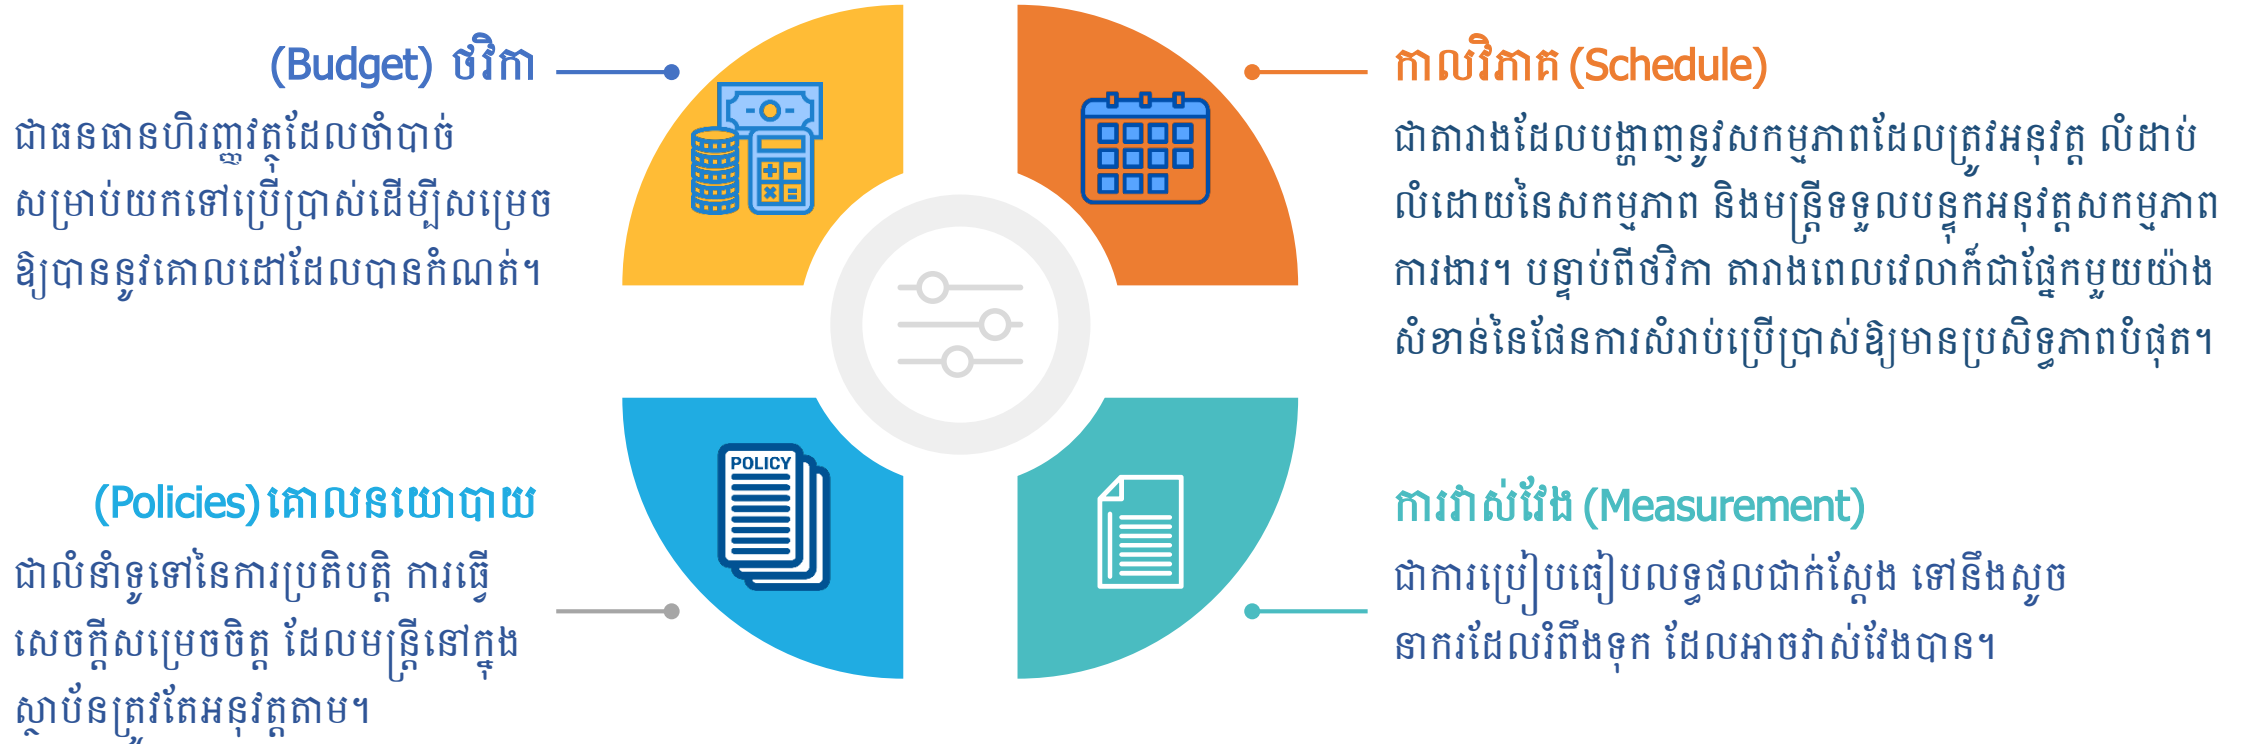 (Budget) ថវិកា
ជាធនធានហិរញ្ញវត្ថុដែលចាំបាច់
សម្រាប់យកទៅប្រើប្រាស់ដើម្បីសម្រេច
ឱ្យបាននូវគោលដៅដែលបានកំណត់។
កាលវិភាគ (Schedule)
ជាតារាងដែលបង្ហាញនូវសកម្មភាពដែលត្រូវអនុវត្ត លំដាប់
លំដោយនៃសកម្មភាព និងមន្ត្រីទទួលបន្ទុកអនុវត្តសកម្មភាព
ការងារ។ បន្ទាប់ពីថវិកា តារាងពេលវេលាក៏ជាផ្នែកមួយយ៉ាង
សំខាន់នៃផែនការសំរាប់ប្រើប្រាស់ឱ្យមានប្រសិទ្ធភាពបំផុត។
(Policies) គោលនយោបាយ
ជាលំនាំទូទៅនៃការប្រតិបត្តិ ការធ្វើ
សេចក្តីសម្រេចចិត្ត ដែលមន្ត្រីនៅក្នុង
ស្ថាប័នត្រូវតែអនុវត្តតាម។
POLICY
ការវាស់វែង (Measurement)
ជាការប្រៀបធៀបលទ្ធផលជាក់ស្តែង ទៅនឹងសូច
នាករដែលរំពឹងទុក ដែលអាចវាស់វែងបាន។